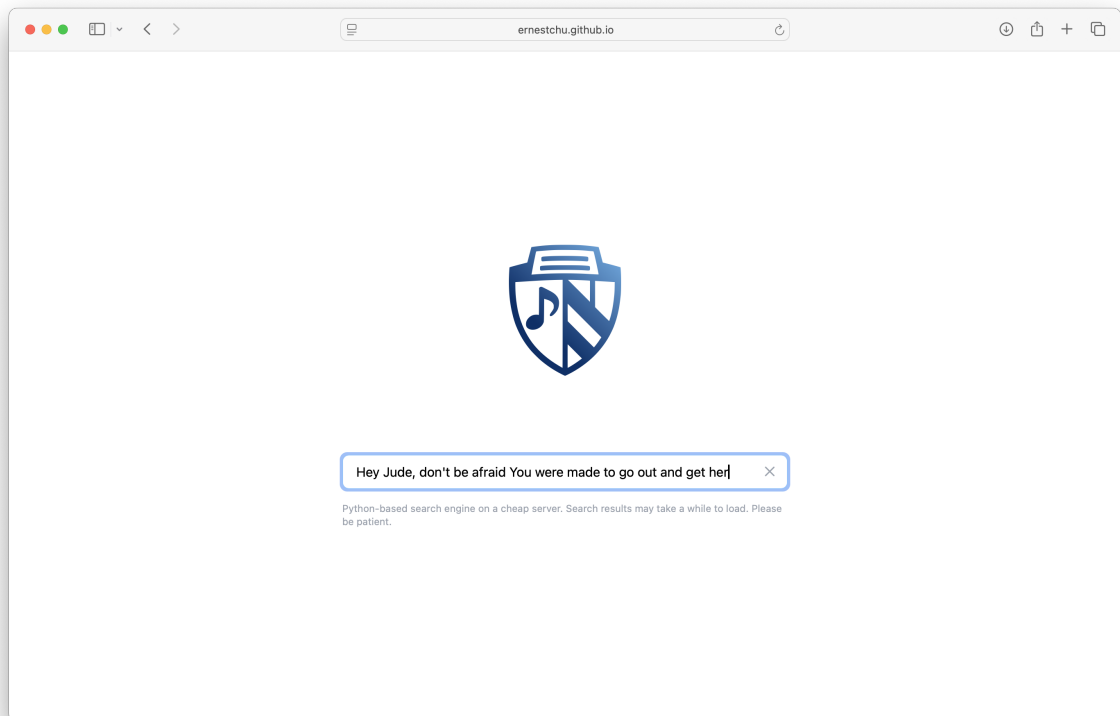 ernestchu.github.io
Hey Jude, don't be afraid You were made to go out and get her
Python-based search engine on a cheap server. Search results may take a while to load. Please
be patient.